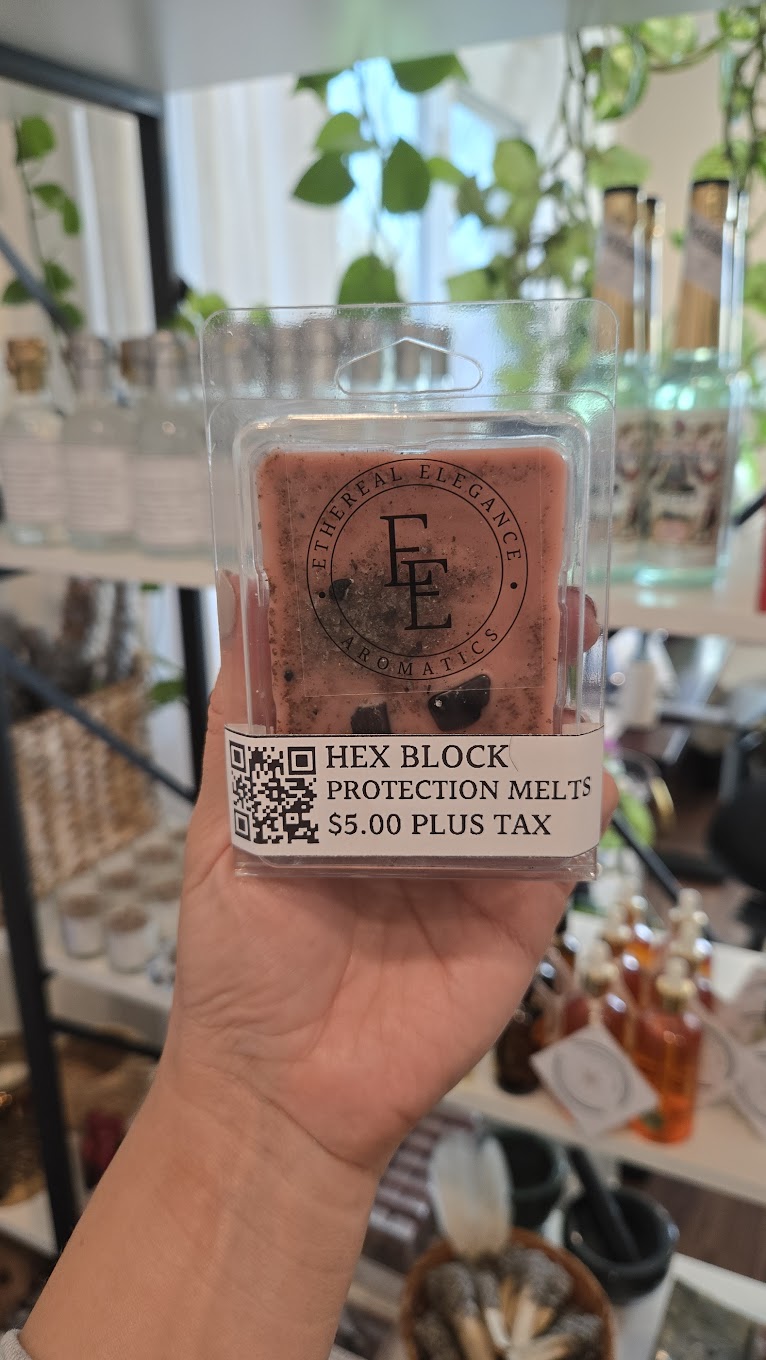 ETHEREAL ELEGANCE
EE
AROMATICS
HEX BLOCK
PROTECTION MELTS
$5.00 PLUS TAX